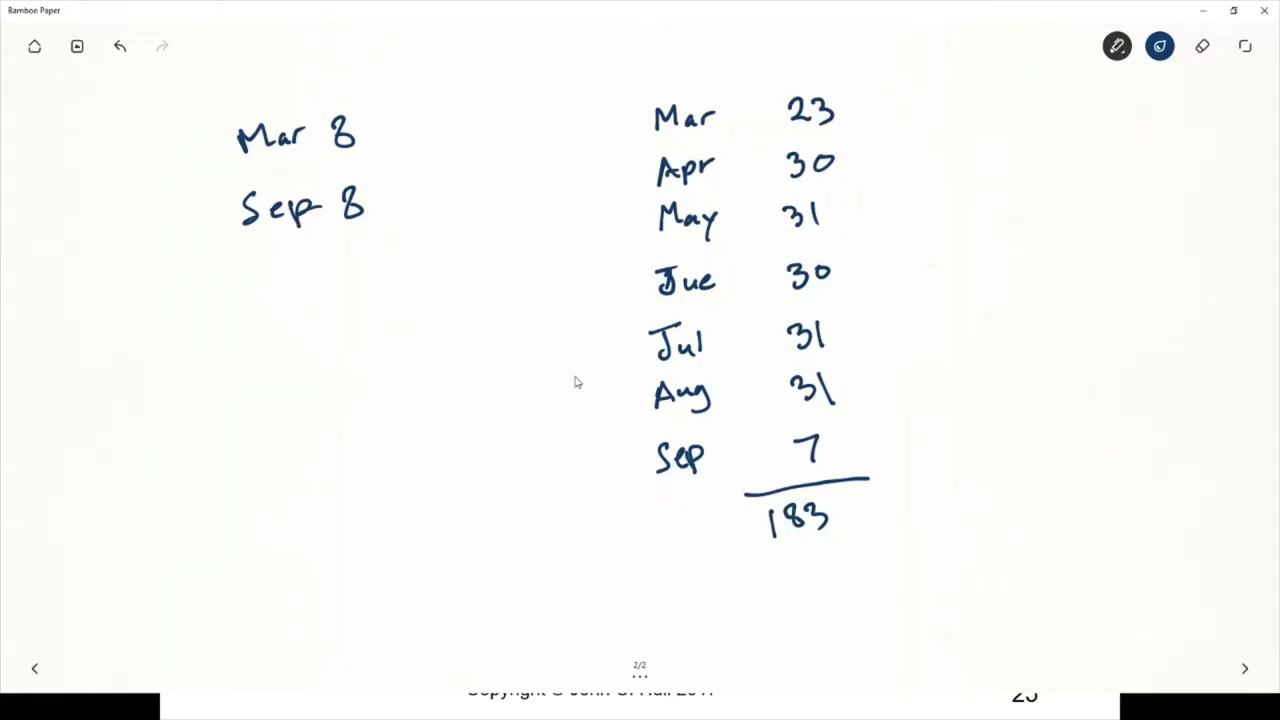 Bamboo Paper
Mar 8
Sep 8
Mar 23
Apr 30
May 31
Jue 30
Jul 31
Aug 31
Sep 7
183
2/2
25